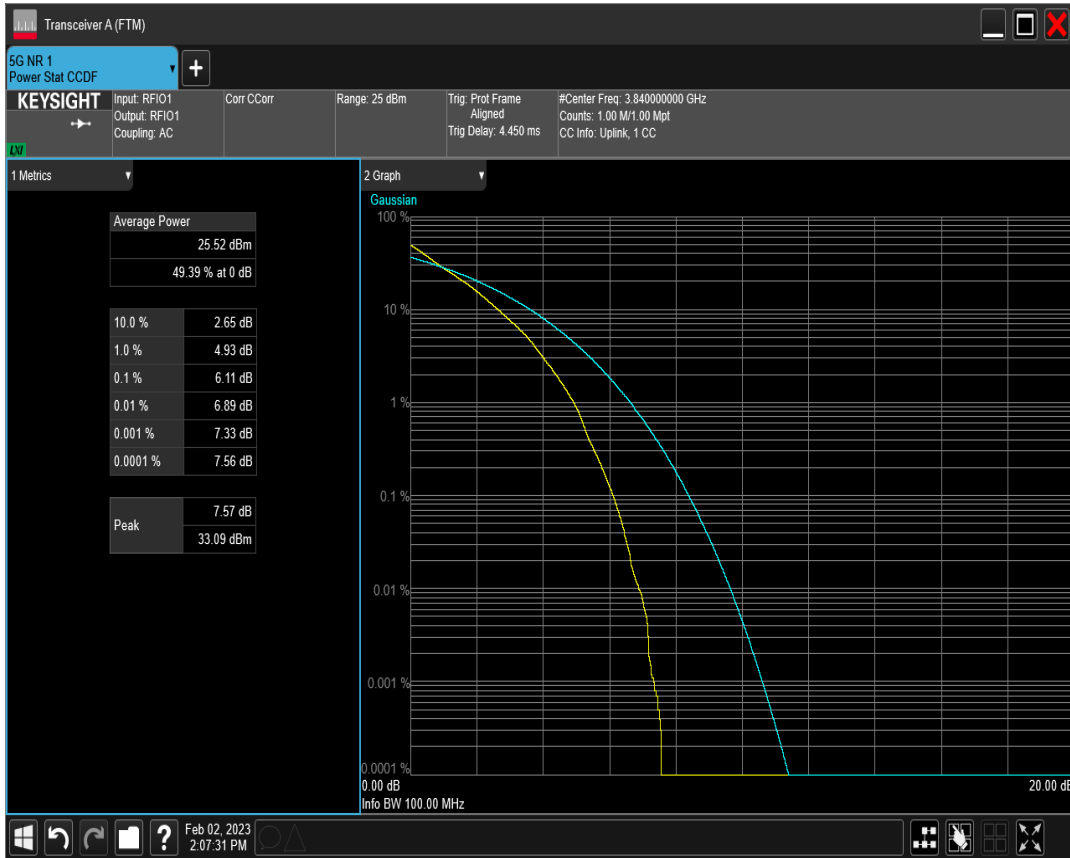 Transceiver A (FTM)
5G NR 1
Power Stat CCDF
+
KEYSIGHT
LXI
Input: RFIO1
Output: RFIO1
Coupling: AC
Corr CCorr
Range: 25 dBm
Trig: Prot Frame
Aligned
Trig Delay: 4.450 ms
#Center Freq: 3.840000000 GHz
Counts: 1.00 M/1.00 Mpt
CC Info: Uplink, 1 CC
1 Metrics
Average Power
25.52 dBm
49.39 % at 0 dB
10.0 % 2.65 dB
1.0 % 4.93 dB
0.1 % 6.11 dB
0.01 % 6.89 dB
0.001 % 7.33 dB
0.0001 % 7.56 dB
Peak
7.57 dB
33.09 dBm
2 Graph
Gaussian
100 %
10 %
1 %
0.1 %
0.01 %
0.001 %
0.0001 %
0.00 dB
20.00 dB
Info BW 100.00 MHz
?
Feb 02, 2023
2:07:31 PM